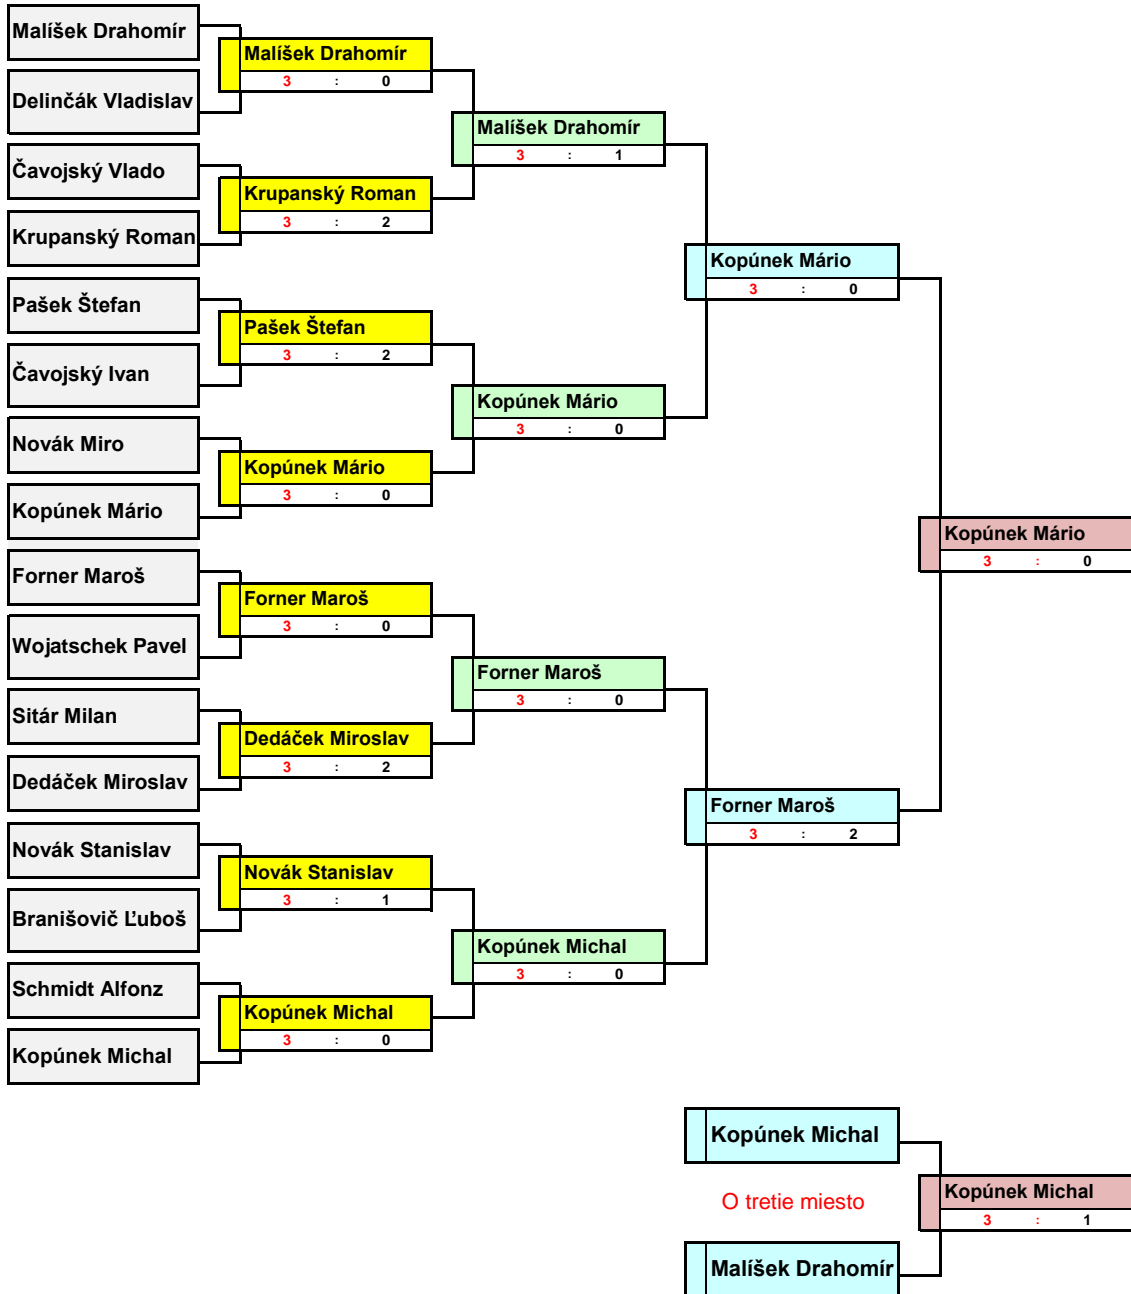 Malíšek Drahomír
Delinčák Vladislav
Čavojský Vlado
Krupanský Roman
Pašek Štefan
Čavojský Ivan
Novák Miro
Kopúnek Mário
Forner Maroš
Wojatschek Pavel
Sitár Milan
Dedáček Miroslav
Novák Stanislav
Branišovič Ľuboš
Schmidt Alfonz
Kopúnek Michal
Malíšek Drahomír
3 : 0
Krupanský Roman
3 : 2
Pašek Štefan
3 : 2
Kopúnek Mário
3 : 0
Forner Maroš
3 : 0
Dedáček Miroslav
3 : 2
Novák Stanislav
3 : 1
Kopúnek Michal
3 : 0
Malíšek Drahomír
3 : 1
Kopúnek Mário
3 : 0
Forner Maroš
3 : 0
Kopúnek Michal
3 : 0
Kopúnek Mário
3 : 0
Forner Maroš
3 : 2
Kopúnek Mário
3 : 0
Kopúnek Michal
O tretie miesto
Malíšek Drahomír
Kopúnek Michal
3 : 1